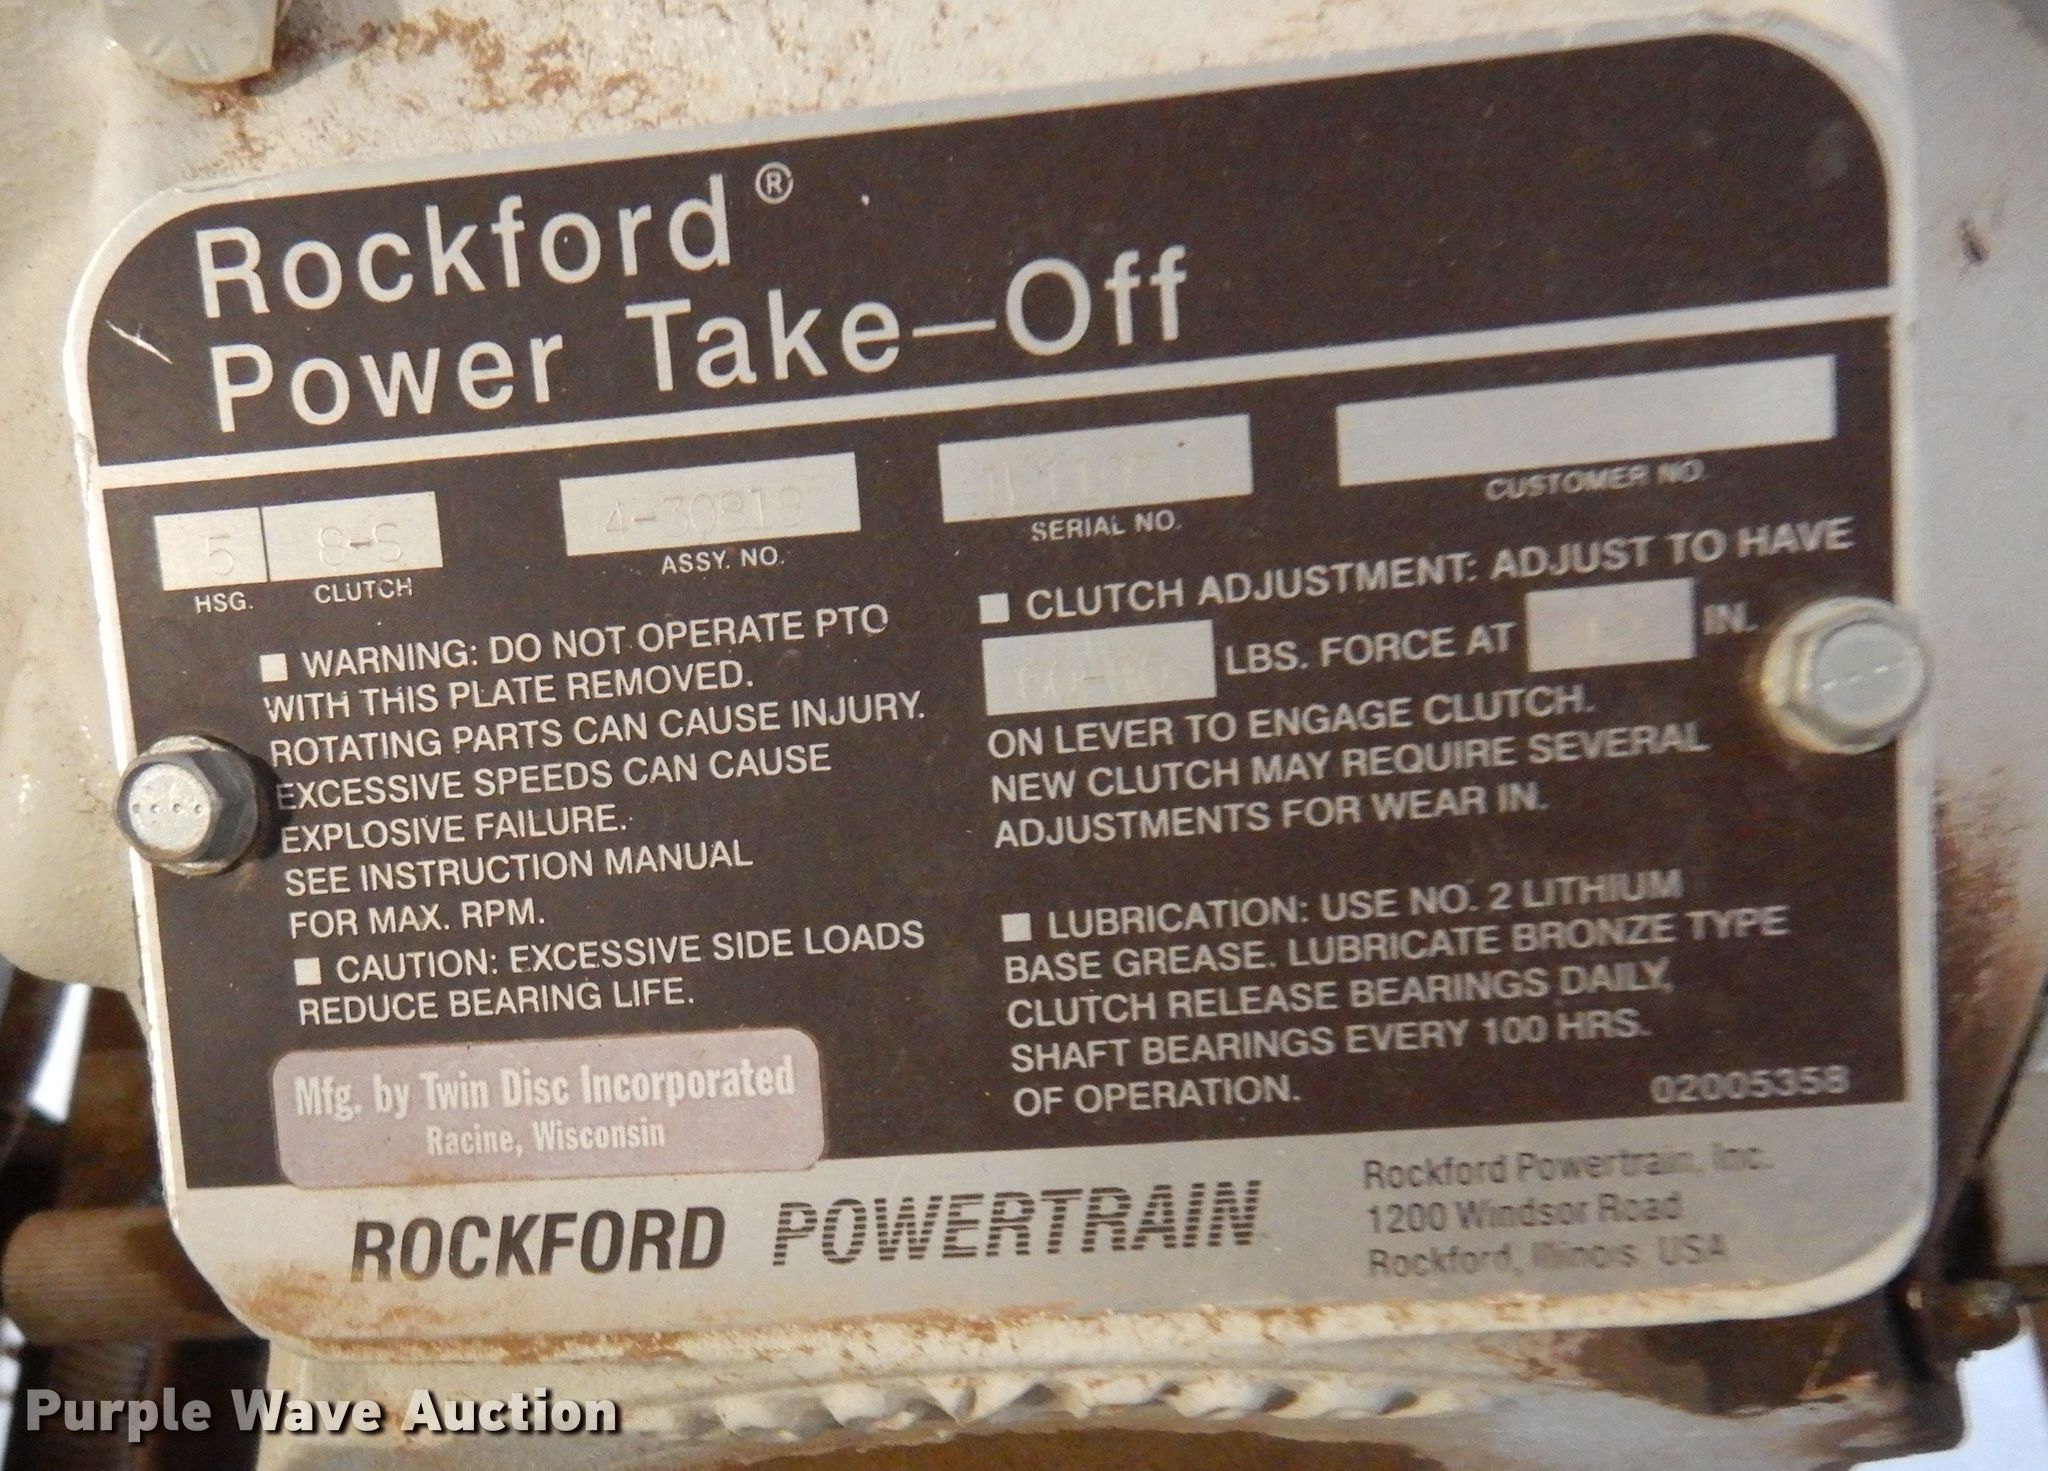 Rockford®
Power Take-Off
5 8-S 4-30819
HSG. CLUTCH ASSY. NO. SERIAL NO. CUSTOMER NO.
■ WARNING: DO NOT OPERATE PTO
WITH THIS PLATE REMOVED.
ROTATING PARTS CAN CAUSE INJURY.
EXCESSIVE SPEEDS CAN CAUSE
EXPLOSIVE FAILURE.
SEE INSTRUCTION MANUAL
FOR MAX. RPM.
■ CAUTION: EXCESSIVE SIDE LOADS
REDUCE BEARING LIFE.
Mfg. by Twin Disc Incorporated
Racine, Wisconsin
■ CLUTCH ADJUSTMENT: ADJUST TO HAVE
LBS. FORCE AT IN.
ON LEVER TO ENGAGE CLUTCH.
NEW CLUTCH MAY REQUIRE SEVERAL
ADJUSTMENTS FOR WEAR IN.
■ LUBRICATION: USE NO. 2 LITHIUM
BASE GREASE. LUBRICATE BRONZE TYPE
CLUTCH RELEASE BEARINGS DAILY,
SHAFT BEARINGS EVERY 100 HRS.
OF OPERATION.
02005358
ROCKFORD POWERTRAIN
Rockford Powertrain, Inc.
1200 Windsor Road
Rockford, Illinois USA
Purple Wave Auction